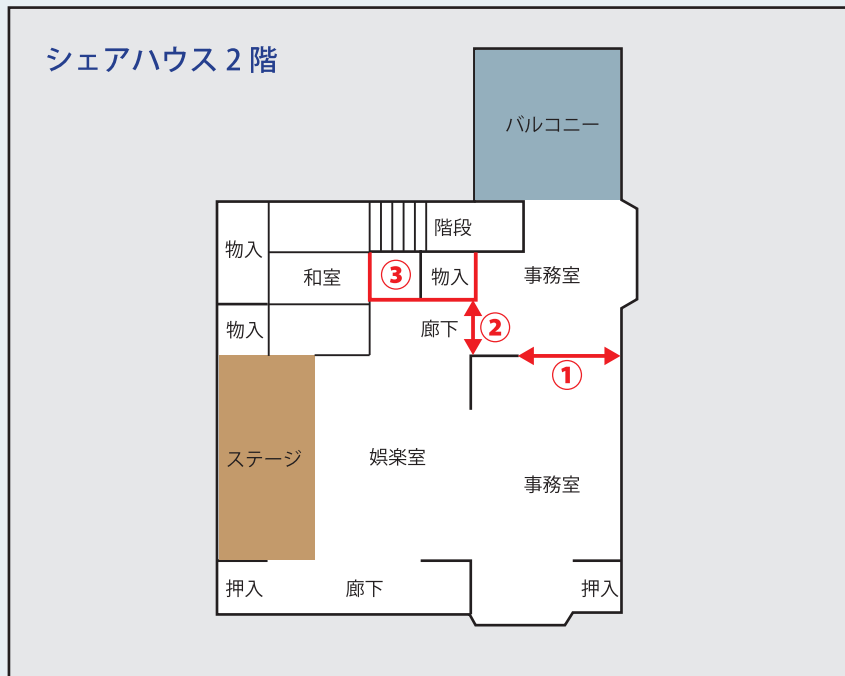 シェアハウス 2 階
バルコニー
階段
物入
和室
③
物入
事務室
物入
廊下
②
①
ステージ
娯楽室
事務室
押入
廊下
押入